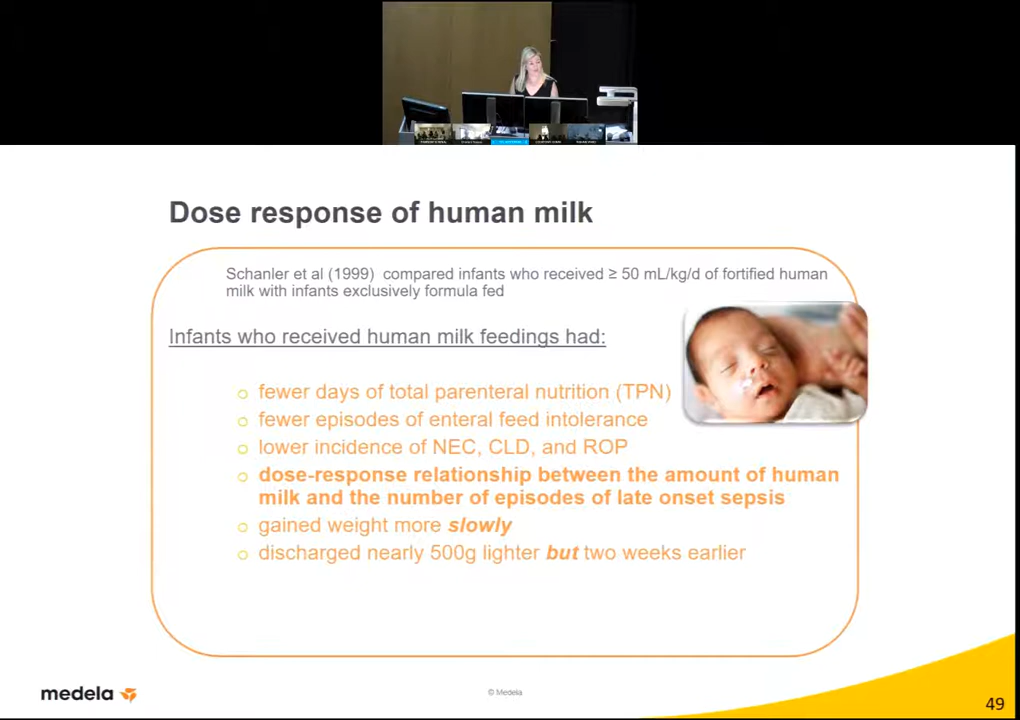 Dose response of human milk
Schanler et al (1999) compared infants who received ≥ 50 mL/kg/d of fortified human
milk with infants exclusively formula fed
Infants who received human milk feedings had:
○ fewer days of total parenteral nutrition (TPN)
○ fewer episodes of enteral feed intolerance
○ lower incidence of NEC, CLD, and ROP
○ dose-response relationship between the amount of human
milk and the number of episodes of late onset sepsis
○ gained weight more slowly
○ discharged nearly 500g lighter but two weeks earlier
medela
© Medela
49